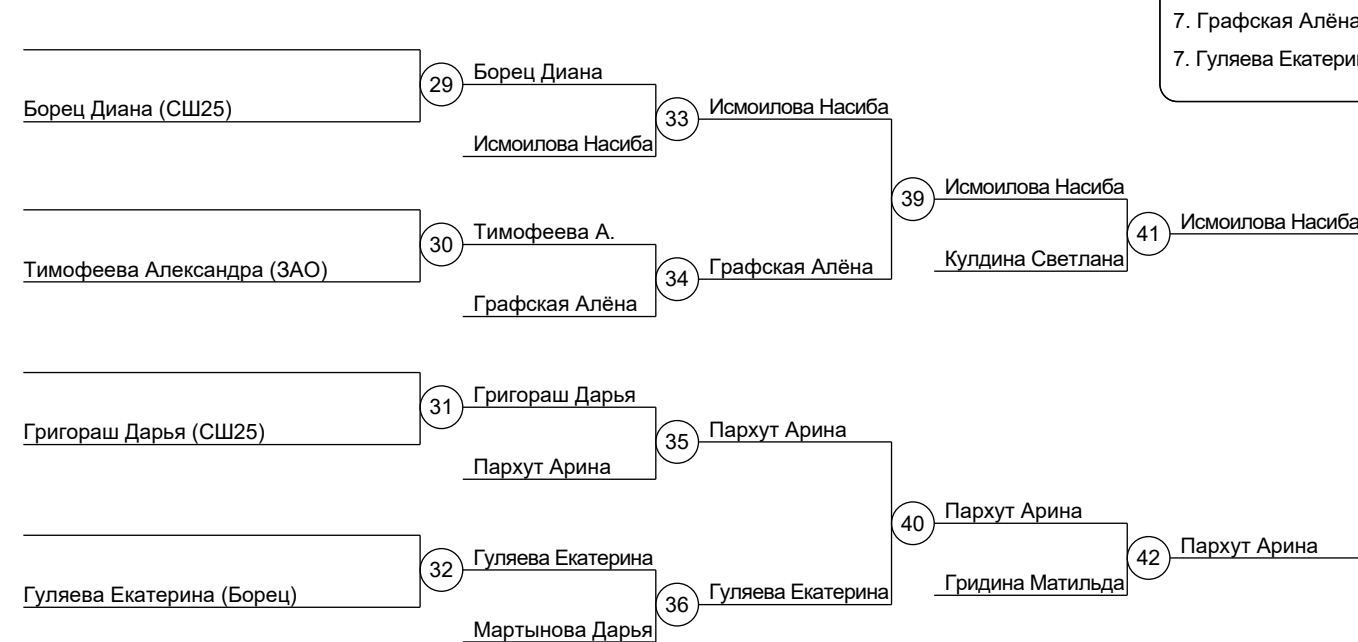 7. Графская Алёна
7. Гуляева
29
Борец Диана
Борец Диана (СШ25)
33
Исмоилова Насиба
Исмоилова Насиба
39
Исмоилова Насиба
30
Тимофеева А.
41
Исмоилова Насиба
Тимофеева Александра (ЗАО)
34
Графская Алёна
Кулдина Светлана
Графская Алёна
31
Григораш Дарья
Григораш Дарья (СШ25)
35
Пархут Арина
Пархут Арина
40
Пархут Арина
32
Гуляева Екатерина
42
Пархут Арина
Гуляева Екатерина (Борец)
36
Гуляева Екатерина
Гридина Матильда
Мартынова Дарья